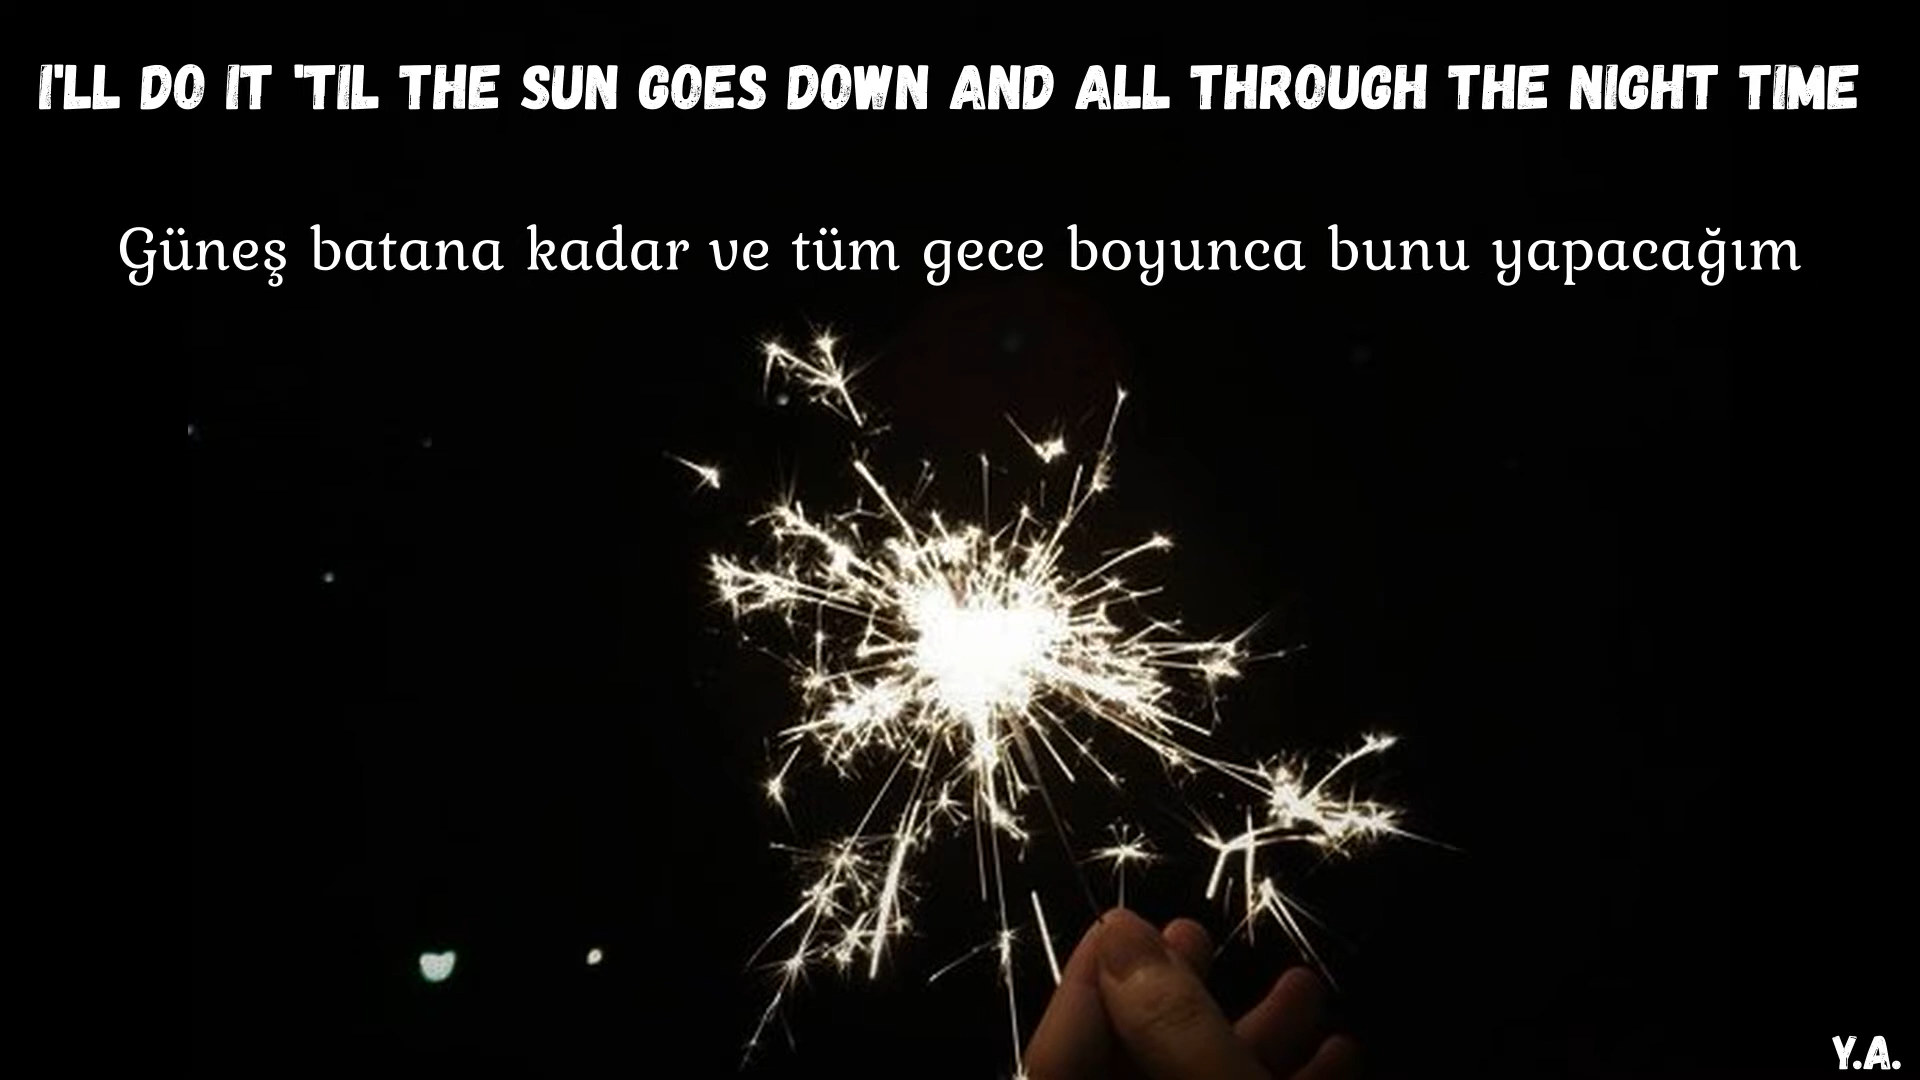 I'LL DO IT 'TIL THE SUN GOES DOWN AND ALL THROUGH THE NIGHT TIME
Güneş batana kadar ve tüm gece boyunca bunu yapacağım
Y.A.